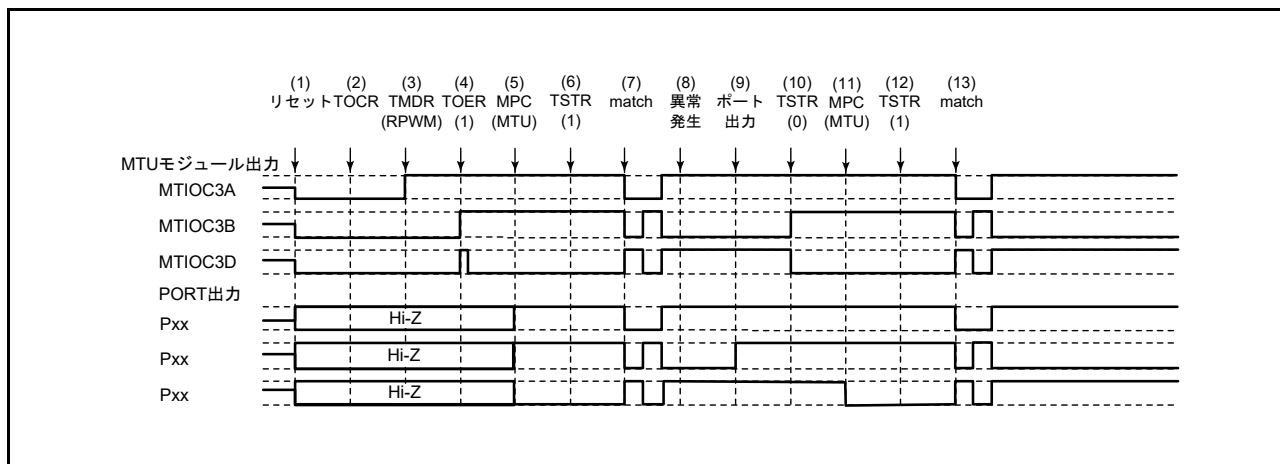 (1) (2) (3) (4) (5) (6) (7) (8) (9) (10) (11) (12) (13)
リセット TOCR TMDR TOER MPC TSTR match 異常 ポート TSTR MPC TSTR match
(RPWM) (1) (MTU) (1) 発生 出力 (0) (MTU) (1)
MTUモジュール出力
MTIOC3A
MTIOC3B
MTIOC3D
PORT出力
Pxx Hi-Z
Pxx Hi-Z
Pxx Hi-Z